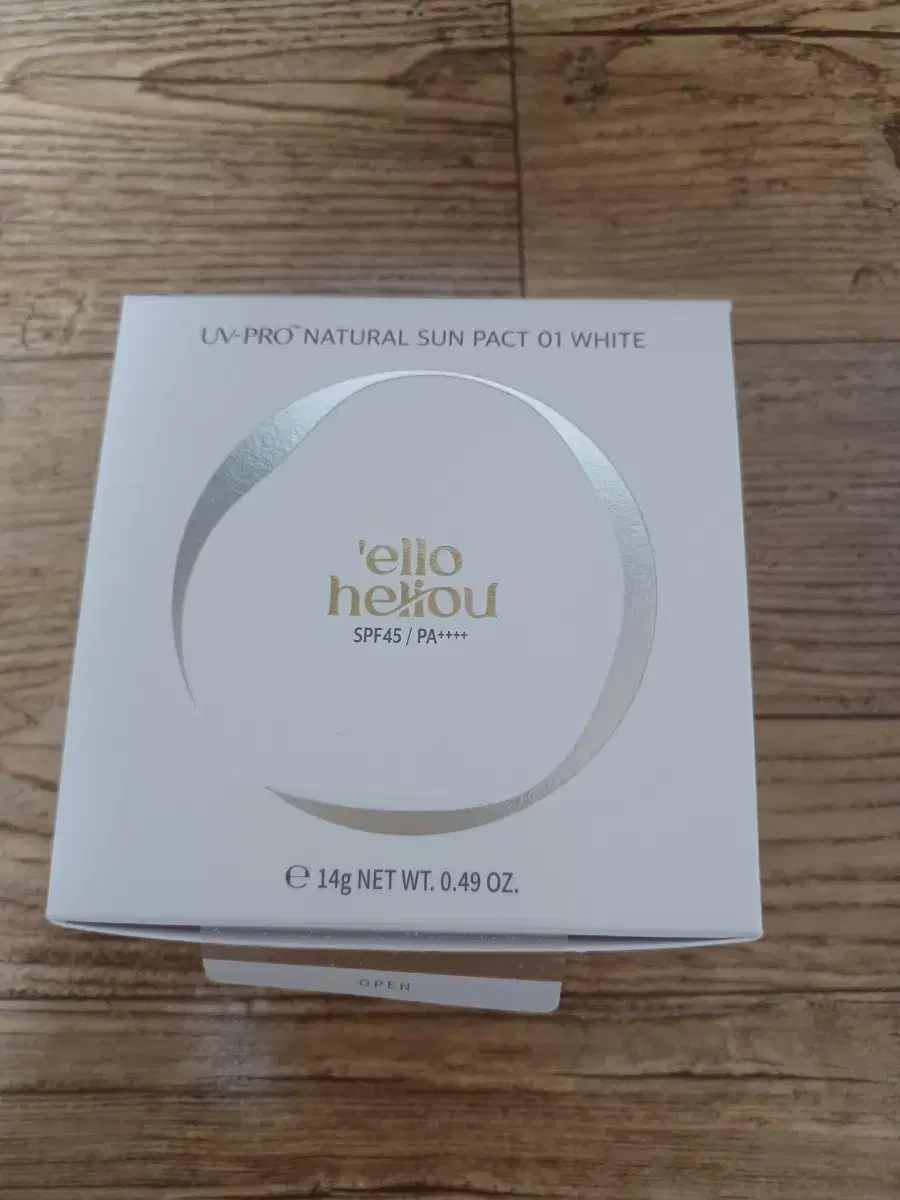 UV-PRO™ NATURAL SUN PACT 01 WHITE
'ello
heliou
SPF45 / PA++++
℮ 14g NET WT. 0.49 OZ.
OPEN